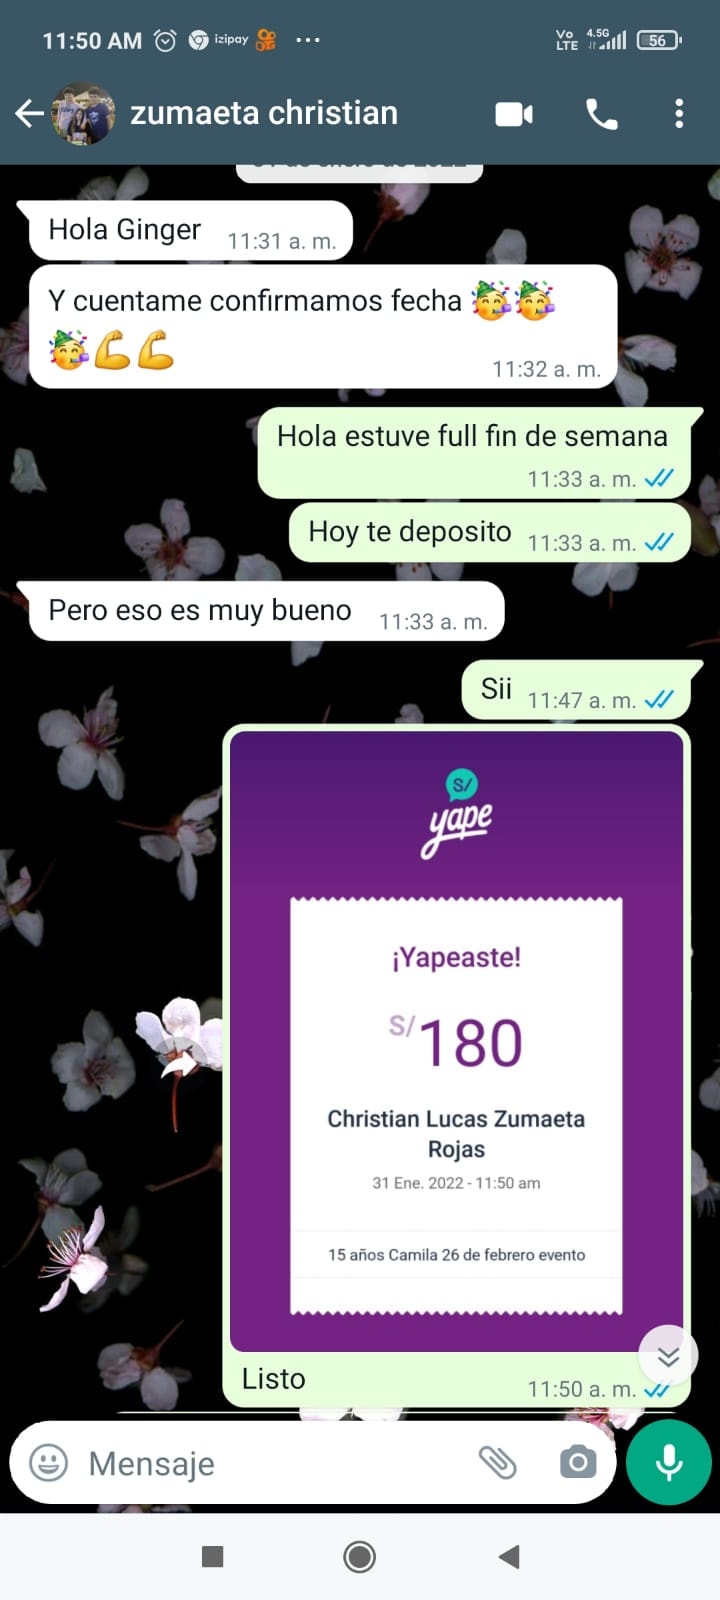 11:50 AM izipay ... Vo LTE 4.5G 56
zumaeta christian
Hola Ginger 11:31 a. m.
Y cuentame confirmamos fecha 🥳🥳
🥳💪💪
11:32 a. m.
Hola estuve full fin de semana
11:33 a. m.
Hoy te deposito 11:33 a. m.
Pero eso es muy bueno 11:33 a. m.
Sii 11:47 a. m.
S/
yape
¡Yapeaste!
S/180
Christian Lucas Zumaeta
Rojas
31 Ene. 2022 - 11:50 am
15 años Camila 26 de febrero evento
Listo 11:50 a. m.
Mensaje